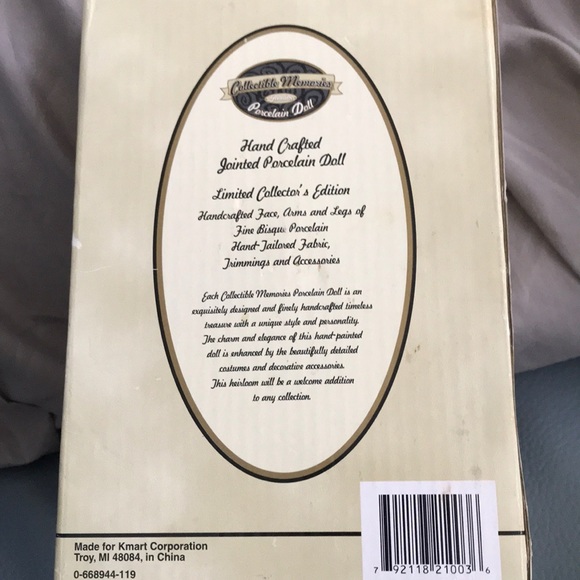 Collectible Memories
Porcelain Doll
Hand Crafted
Jointed Porcelain Doll
Limited Collector's Edition
Handcrafted Face, Arms and Legs of
Fine Bisque Porcelain
Hand-Tailored Fabric,
Trimmings and Accessories
Each Collectible Memories Porcelain Doll is an
exquisitely designed and finely handcrafted timeless
treasure with a unique style and personality.
The charm and elegance of this hand-painted
doll is enhanced by the beautifully detailed
costumes and decorative accessories.
This heirloom will be a welcome addition
to any collection.
Made for Kmart Corporation
Troy, MI 48084, in China
0-668944-119
7 92118 21003 6